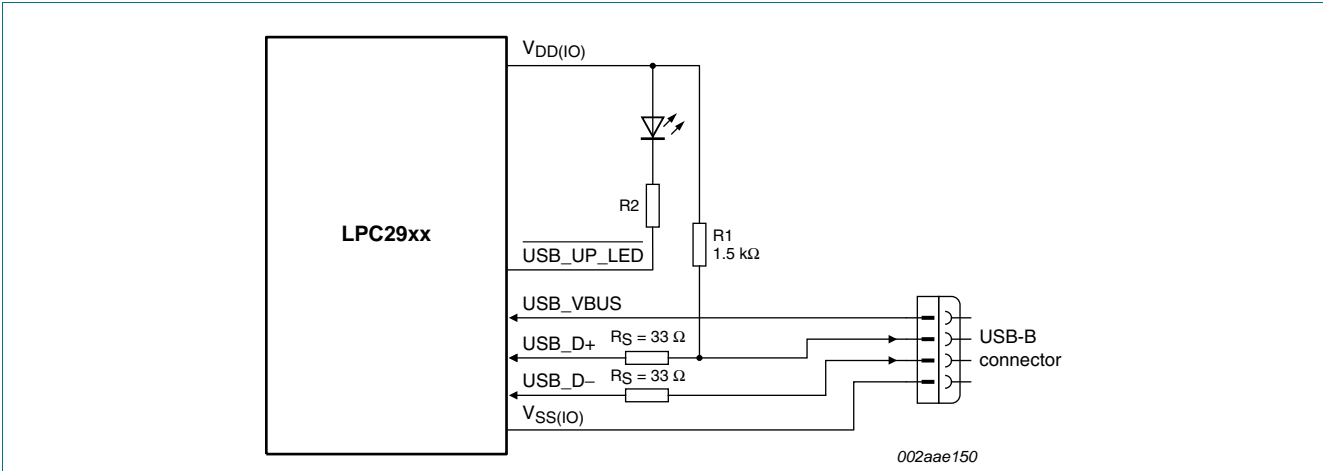 VDD(IO)
R2
LPC29xx
R1
1.5 kΩ
USB_UP_LED
USB_VBUS
USB_D+
RS = 33 Ω
USB-B
connector
USB_D−
RS = 33 Ω
VSS(IO)
002aae150